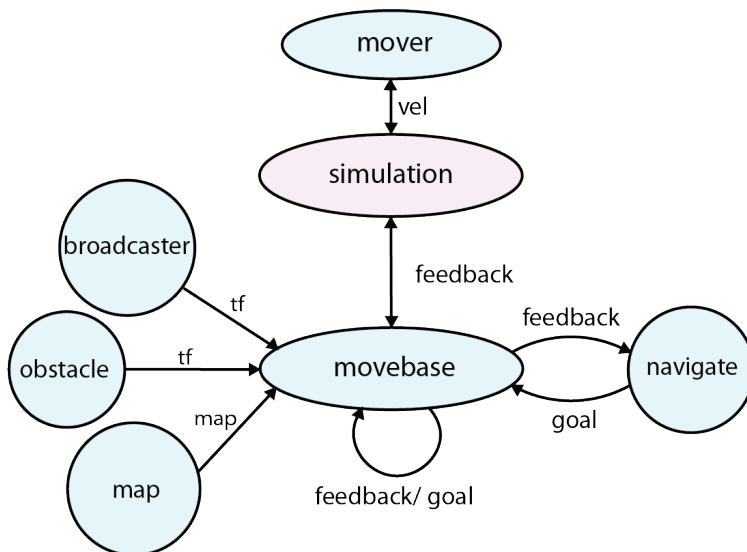 mover
vel
simulation
broadcaster
feedback
tf
feedback
obstacle
tf
movebase
navigate
map
goal
map
feedback/ goal